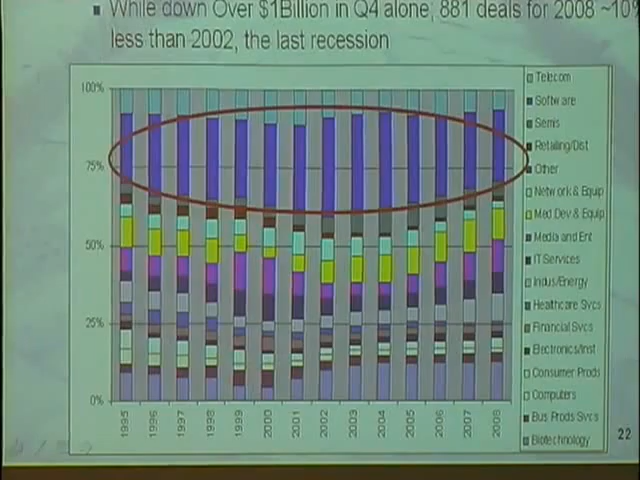 ▪ While down Over $1Billion in Q4 alone, 881 deals for 2008 ~10%
less than 2002, the last recession
100%
75%
50%
25%
0%
1995 1996 1997 1998 1999 2000 2001 2002 2003 2004 2005 2006 2007 2008
Telecom
Software
Semis
Retailing/Dist
Other
Network & Equip
Med Dev & Equip
Media and Ent
IT Services
Indus/Energy
Healthcare Svcs
Financial Svcs
Electronics/Inst
Consumer Prods
Computers
Bus Prods Svcs
Biotechnology
22